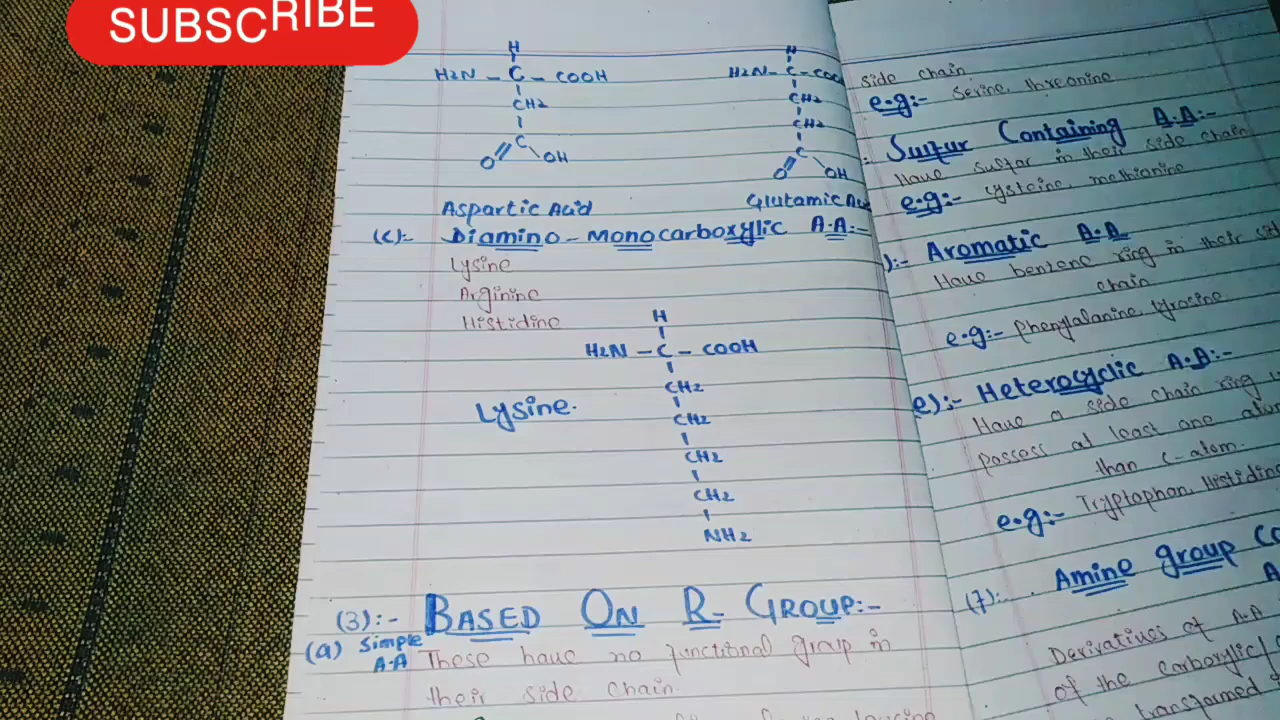 SUBSCRIBE
H
H2N - C - COOH
CH2
C
O OH
Aspartic Acid
H
H2N - C - COO
CH2
CH2
C
O OH
Glutamic
(c):- Diamino-monocarboxylic A-A:-
Lysine
Arginine
Histidine
H
H2N - C - COOH
CH2
CH2
CH2
CH2
NH2
Lysine.
(3):- BASED ON R- GROUP:-
(a) Simple A-A
These have no functional group in
their side chain.
side chain
e.g:- Serine, threonine
Sulfur Containing A.A:-
Have sulfar in their side chain
e.g:- cysteine, methionine
):- Aromatic A.A
Have benzene ring in their
chain
e.g:- phenylalanine, tyrosine
e):- Heterocyclic A.A:-
Have a side chain ring
possess at least one
than C-atom.
e.g:- Tryptophan, Histidine
(7):- Amine group
Derivatives of A.A
of the carboxylic/
transformed